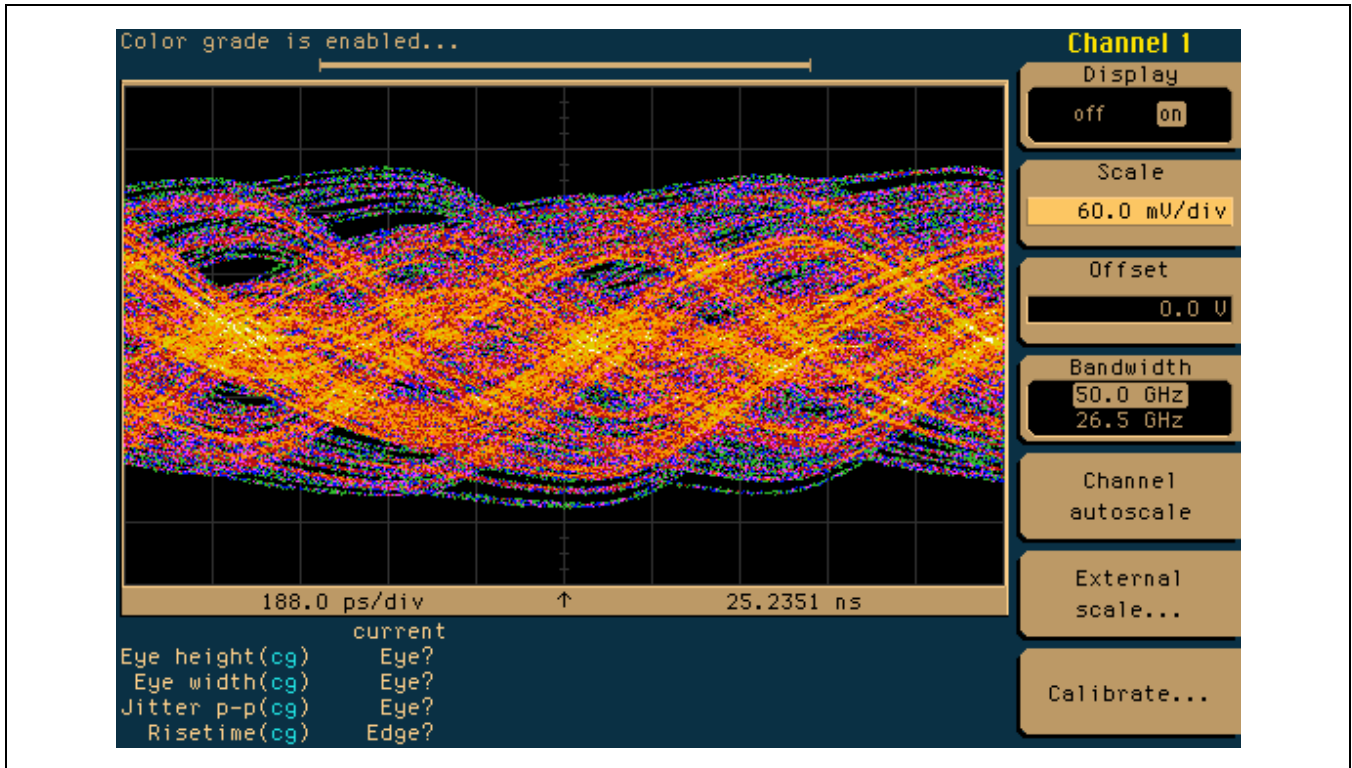 Color grade is enabled...
Channel 1
Display
off on
Scale
60.0 mV/div
Offset
0.0 V
Bandwidth
50.0 GHz
26.5 GHz
Channel
autoscale
External
scale...
Calibrate...
188.0 ps/div ↑ 25.2351 ns
current
Eye height(cg) Eye?
Eye width(cg) Eye?
Jitter p-p(cg) Eye?
Risetime(cg) Edge?